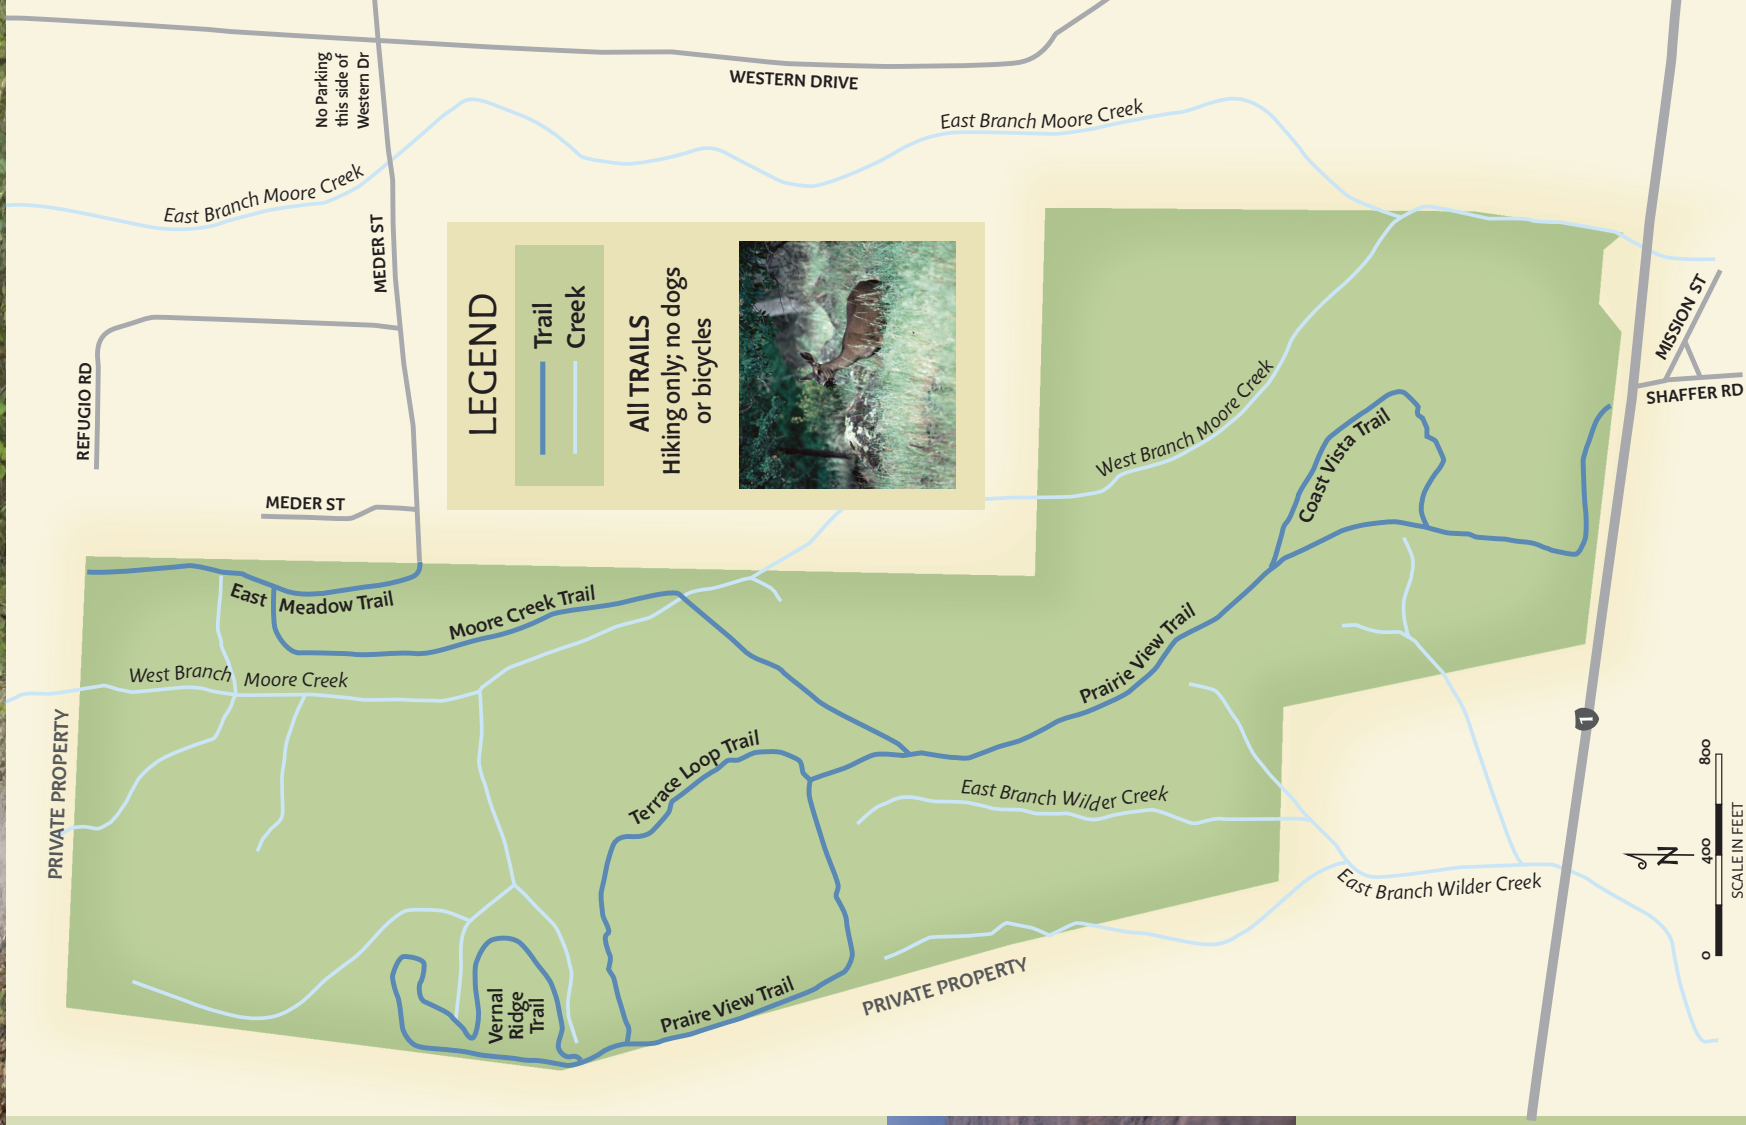 No Parking
this side of
Western Dr
WESTERN DRIVE
East Branch Moore Creek
East Branch Moore Creek
MEDER ST
REFUGIO RD
MEDER ST
LEGEND
Trail
Creek
All TRAILS
Hiking only; no dogs
or bicycles
West Branch Moore Creek
MISSION ST
SHAFFER RD
Coast Vista Trail
East Meadow Trail
Moore Creek Trail
West Branch Moore Creek
Prairie View Trail
PRIVATE PROPERTY
Terrace Loop Trail
East Branch Wilder Creek
East Branch Wilder Creek
1
Vernal
Ridge
Trail
Praire View Trail
PRIVATE PROPERTY
N
0 400 800
SCALE IN FEET